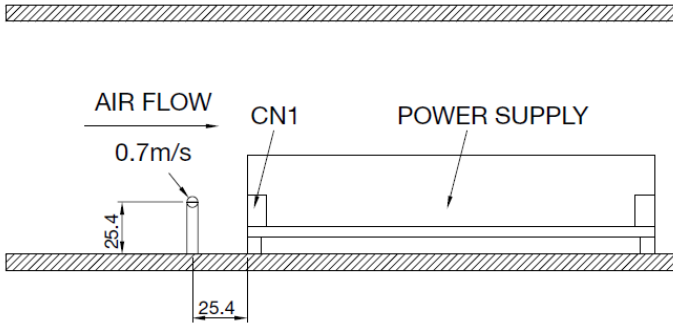 AIR FLOW
CN1
POWER SUPPLY
0.7m/s
25.4
25.4